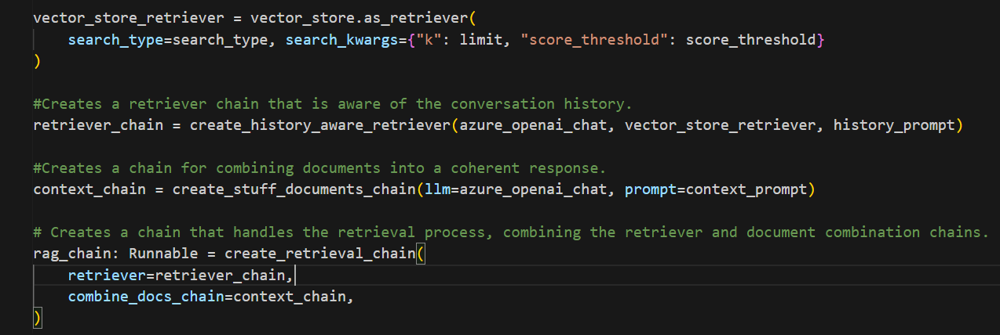 vector_store_retriever = vector_store.as_retriever(
    search_type=search_type, search_kwargs={"k": limit, "score_threshold": score_threshold}
)

#Creates a retriever chain that is aware of the conversation history.
retriever_chain = create_history_aware_retriever(azure_openai_chat, vector_store_retriever, history_prompt)

#Creates a chain for combining documents into a coherent response.
context_chain = create_stuff_documents_chain(llm=azure_openai_chat, prompt=context_prompt)

# Creates a chain that handles the retrieval process, combining the retriever and document combination chains.
rag_chain: Runnable = create_retrieval_chain(
    retriever=retriever_chain,
    combine_docs_chain=context_chain,
)